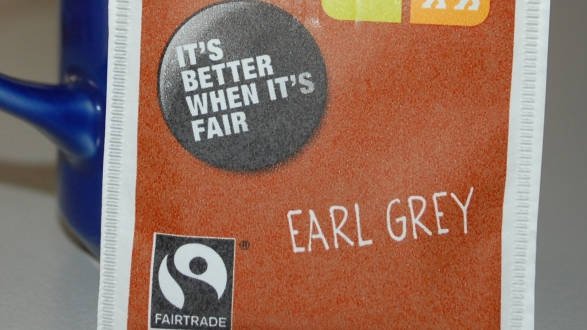 IT'S
BETTER
WHEN IT'S
FAIR
EARL GREY
®
FAIRTRADE